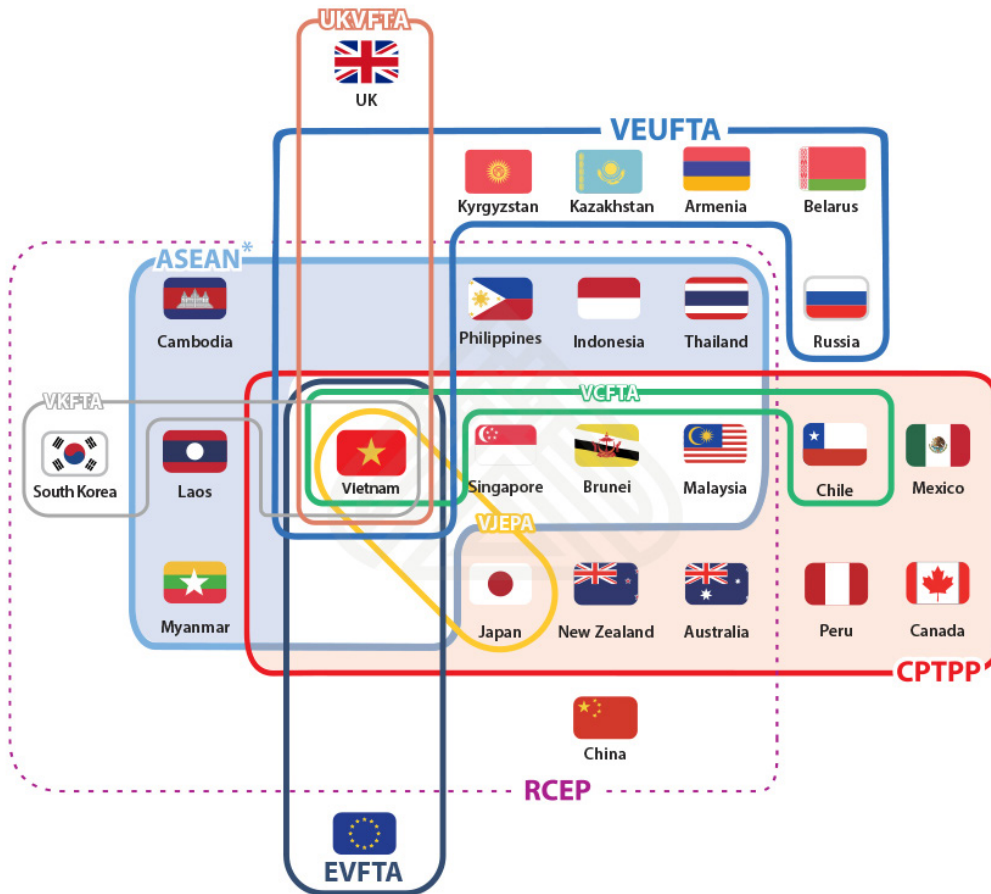 UKVFTA
UK
VEUFTA
Kyrgyzstan
Kazakhstan
Armenia
Belarus
ASEAN*
Cambodia
Philippines
Indonesia
Thailand
Russia
VKFTA
VCFTA
South Korea
Laos
Vietnam
Singapore
Brunei
Malaysia
Chile
Mexico
VJEPA
Myanmar
Japan
New Zealand
Australia
Peru
Canada
CPTPP
China
RCEP
EVFTA